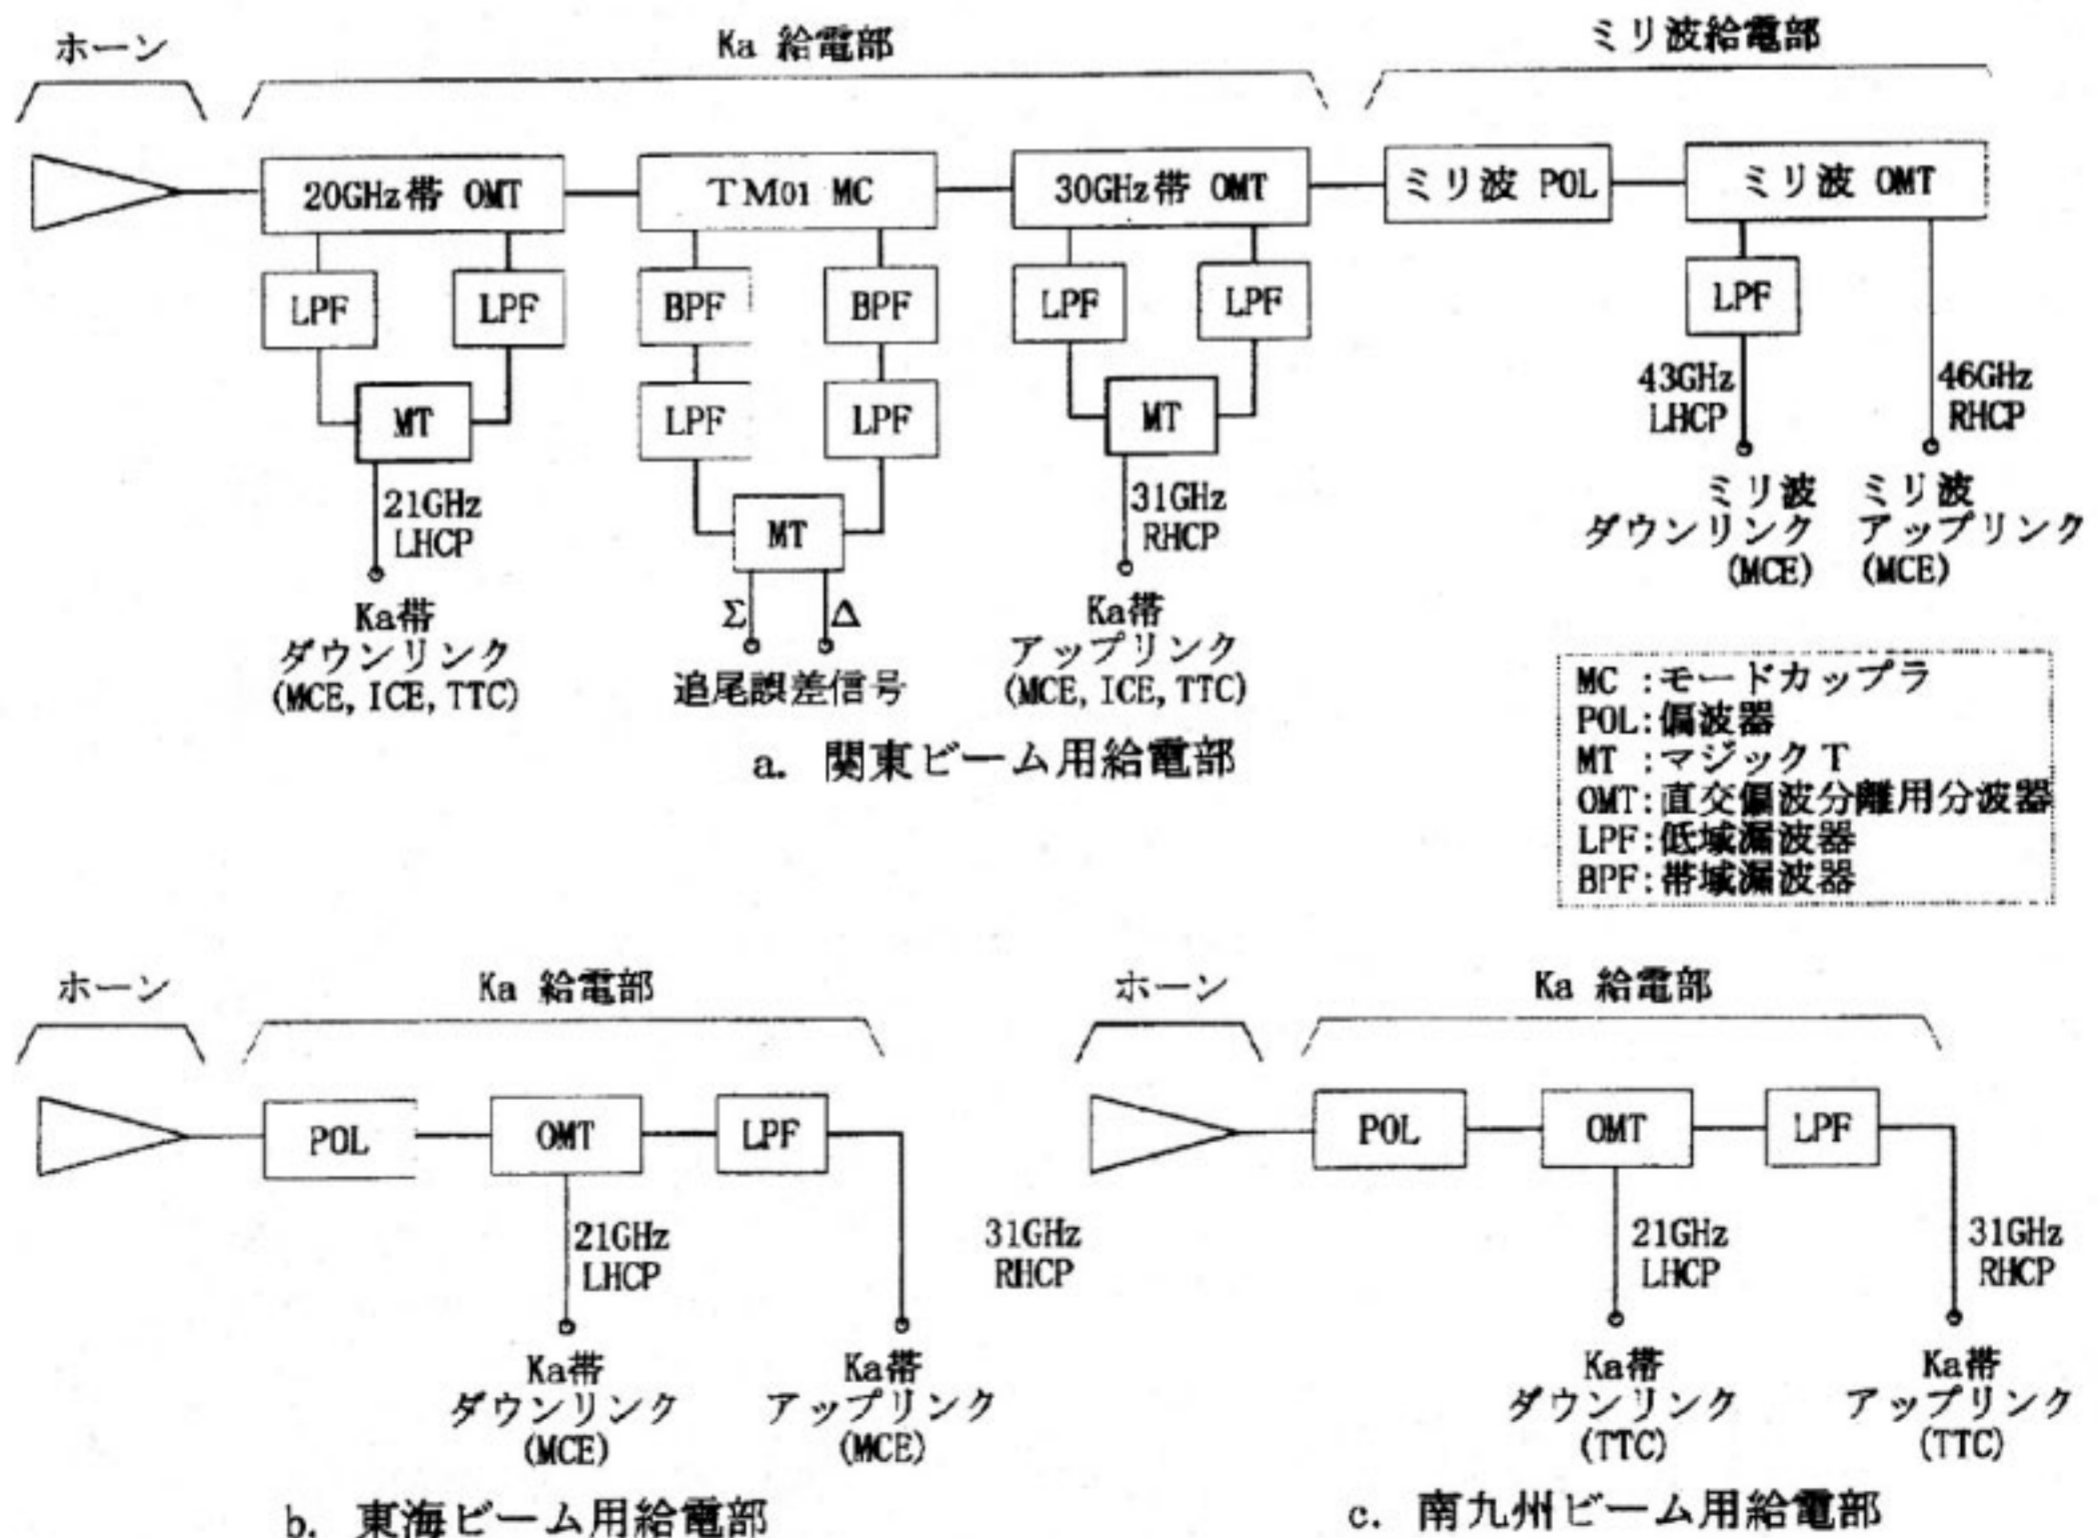 ホーン
Ka 給電部
ミリ波給電部
20GHz帯 OMT
TM01 MC
30GHz帯 OMT
ミリ波 POL
ミリ波 OMT
LPF
LPF
BPF
BPF
LPF
LPF
LPF
MT
LPF
LPF
MT
43GHz
LHCP
46GHz
RHCP
21GHz
LHCP
MT
31GHz
RHCP
ミリ波
ダウンリンク
(MCE)
ミリ波
アップリンク
(MCE)
Ka帯
ダウンリンク
(MCE, ICE, TTC)
Σ
Δ
追尾誤差信号
Ka帯
アップリンク
(MCE, ICE, TTC)
a. 関東ビーム用給電部
MC :モードカップラ
POL:偏波器
MT :マジックT
OMT:直交偏波分離用分波器
LPF:低域漏波器
BPF:帯域漏波器
ホーン
Ka 給電部
POL
OMT
LPF
21GHz
LHCP
31GHz
RHCP
Ka帯
ダウンリンク
(MCE)
Ka帯
アップリンク
(MCE)
b. 東海ビーム用給電部
ホーン
Ka 給電部
POL
OMT
LPF
21GHz
LHCP
31GHz
RHCP
Ka帯
ダウンリンク
(TTC)
Ka帯
アップリンク
(TTC)
c. 南九州ビーム用給電部